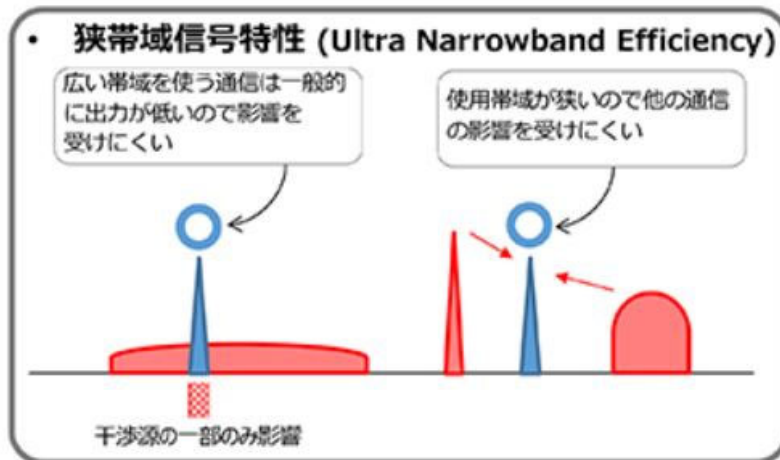 • 狭帯域信号特性 (Ultra Narrowband Efficiency)
広い帯域を使う通信は一般的
に出力が低いので影響を
受けにくい
使用帯域が狭いので他の通信
の影響を受けにくい
干渉源の一部のみ影響